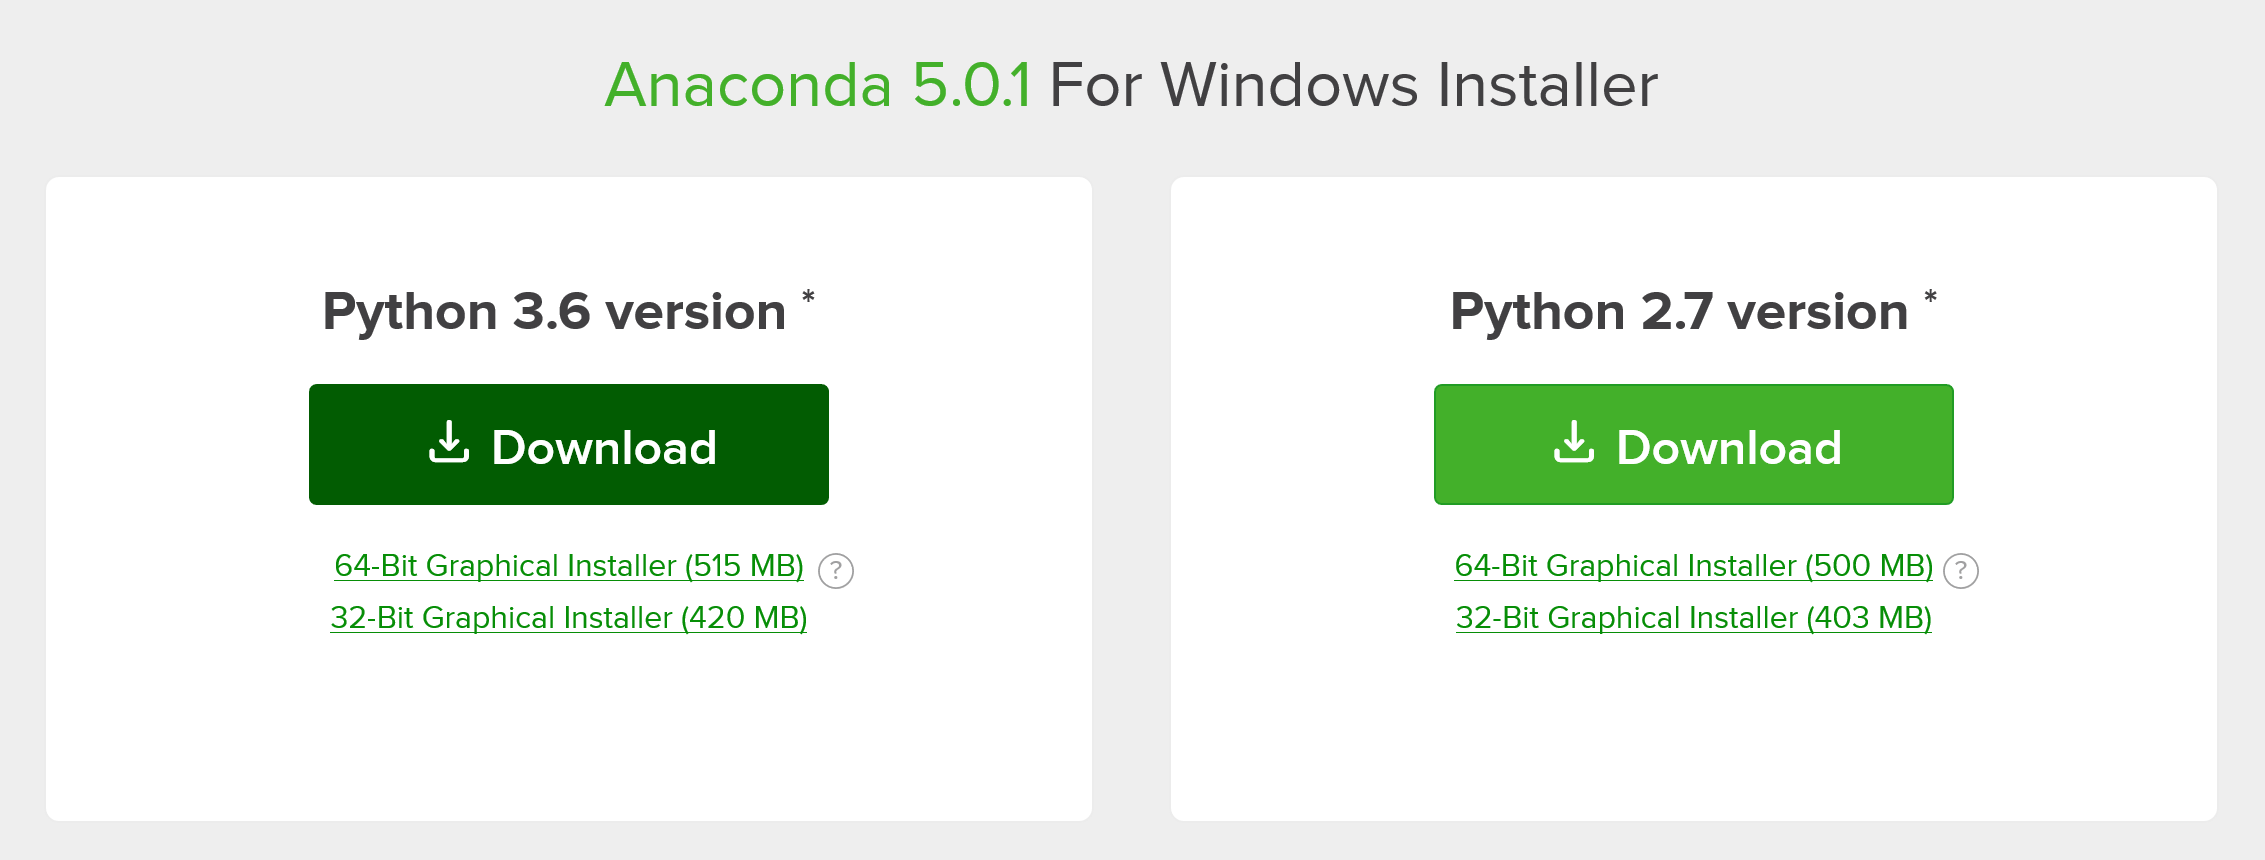 Anaconda 5.0.1 For Windows Installer
Python 3.6 version *
Download
64-Bit Graphical Installer (515 MB) ?
32-Bit Graphical Installer (420 MB)
Python 2.7 version *
Download
64-Bit Graphical Installer (500 MB) ?
32-Bit Graphical Installer (403 MB)